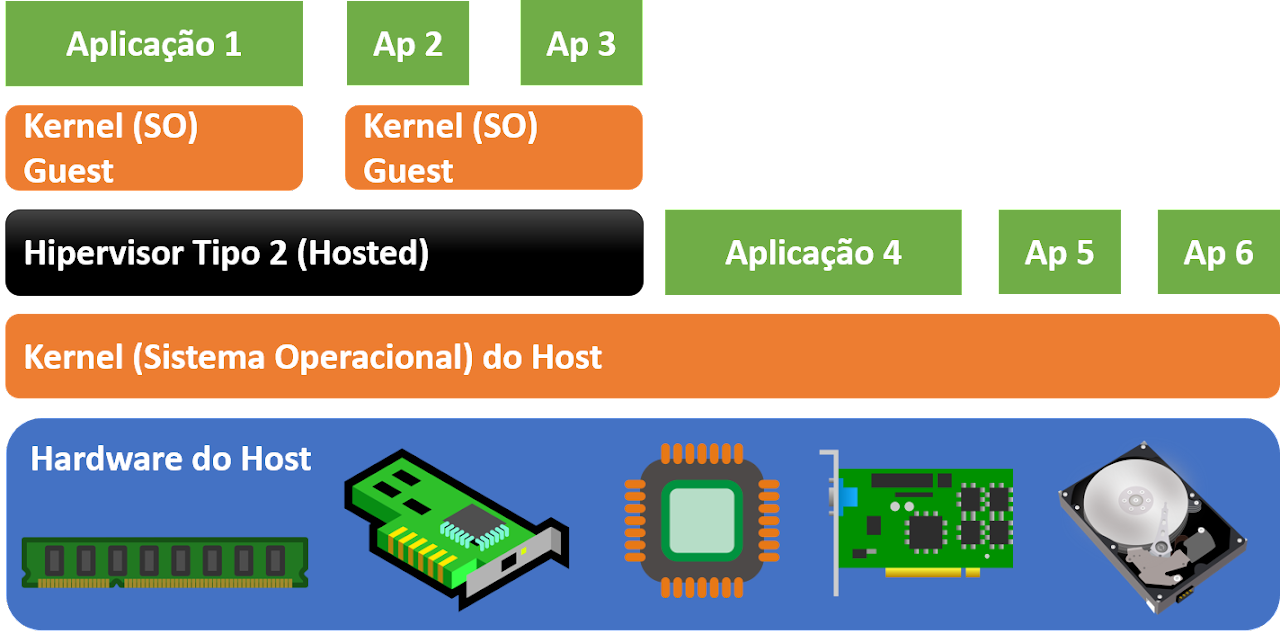 Aplicação 1
Ap 2
Ap 3
Kernel (SO)
Guest
Kernel (SO)
Guest
Hipervisor Tipo 2 (Hosted)
Aplicação 4
Ap 5
Ap 6
Kernel (Sistema Operacional) do Host
Hardware do Host